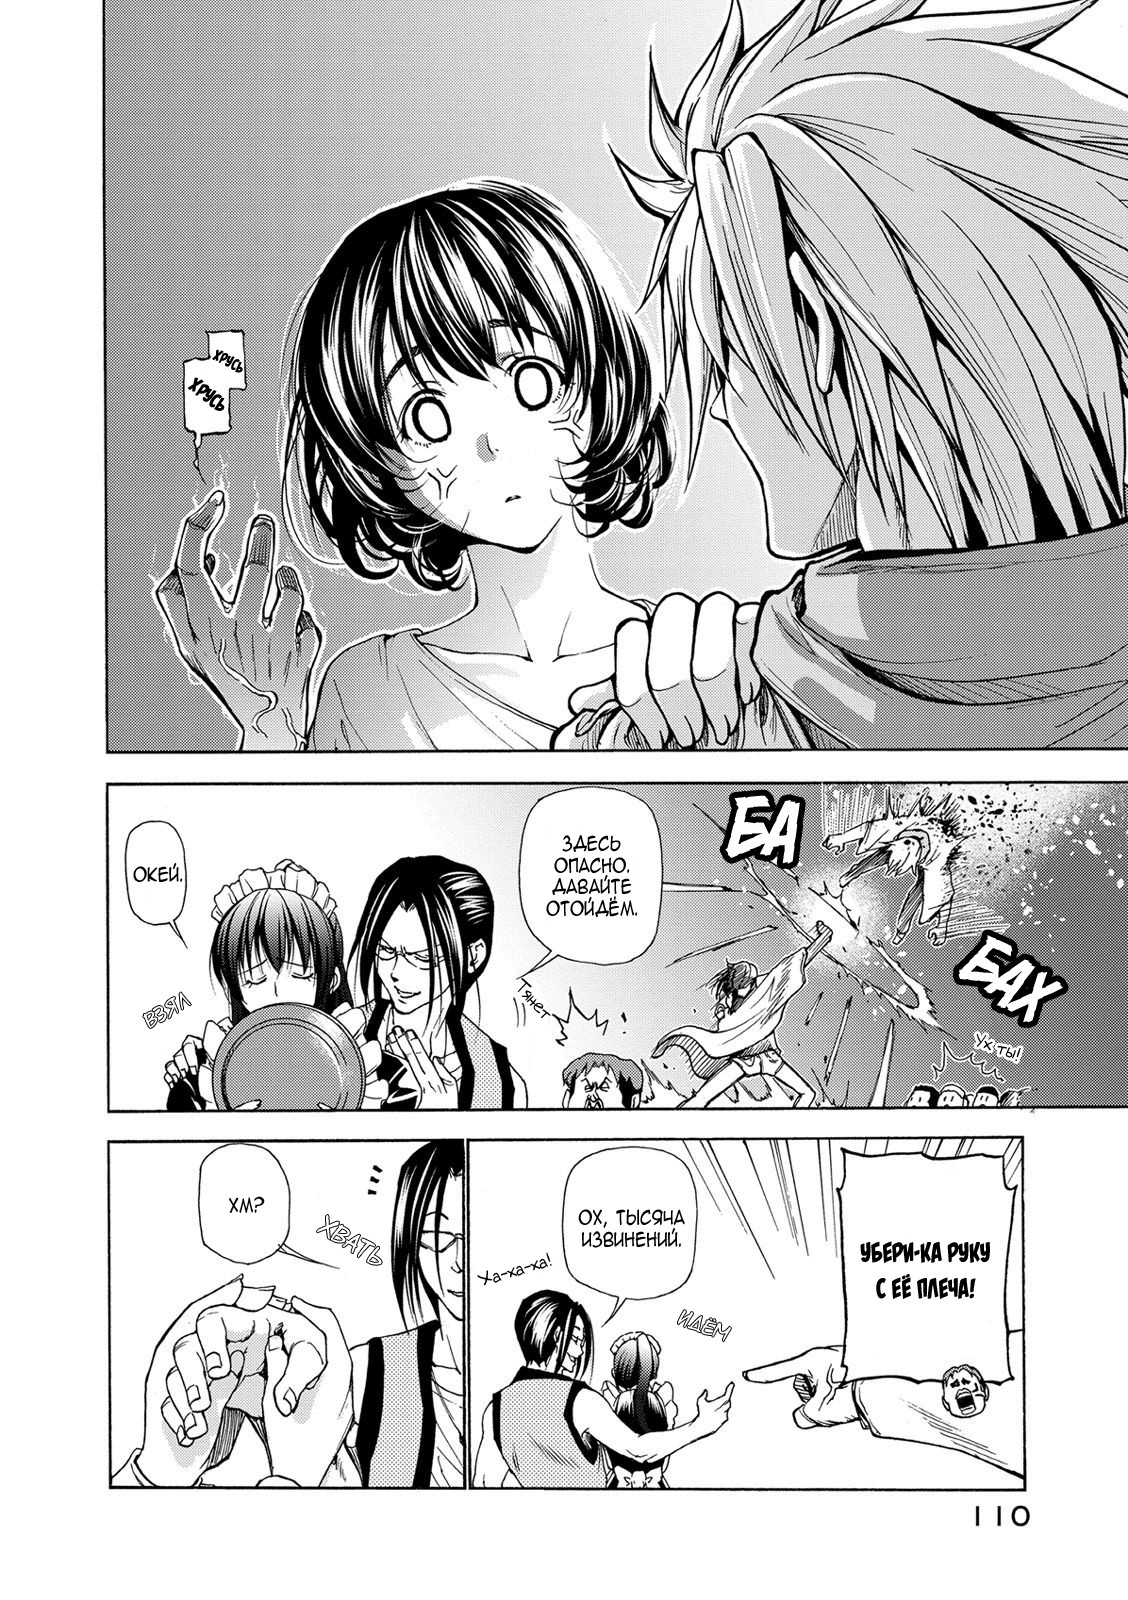 ХРУСЬ
ХРУСЬ
БА
БАХ
Ух ты!
ЗДЕСЬ
ОПАСНО.
ДАВАЙТЕ
ОТОЙДЁМ.
Тянет
ОКЕЙ.
ВЗЯЛ
УБЕРИ-КА РУКУ
С ЕЁ ПЛЕЧА!
ОХ, ТЫСЯЧА
ИЗВИНЕНИЙ.
Ха-ха-ха!
ИДЁМ
ХМ?
ХВАТЬ
110